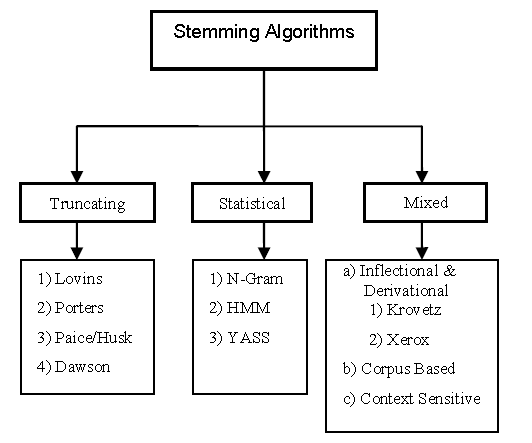 Stemming Algorithms
Truncating
Statistical
Mixed
1) Lovins
2) Porters
3) Paice/Husk
4) Dawson
1) N-Gram
2) HMM
3) YASS
a) Inflectional &
Derivational
1) Krovetz
2) Xerox
b) Corpus Based
c) Context Sensitive